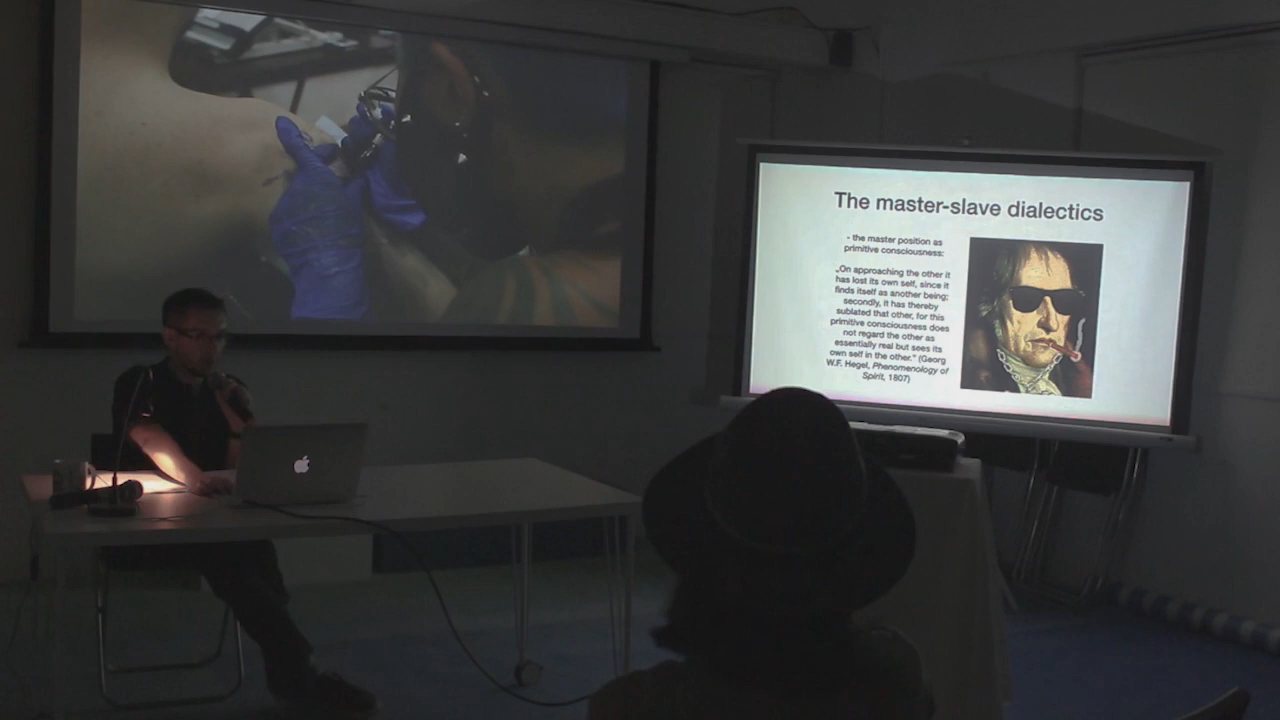 The master-slave dialectics
- the master position as
primitive consciousness:
„On approaching the other it
has lost its own self, since it
finds itself as another being;
secondly, it has thereby
sublated that other, for this
primitive consciousness does
not regard the other as
essentially real but sees its
own self in the other.” (Georg
W.F. Hegel, Phenomenology of
Spirit, 1807)